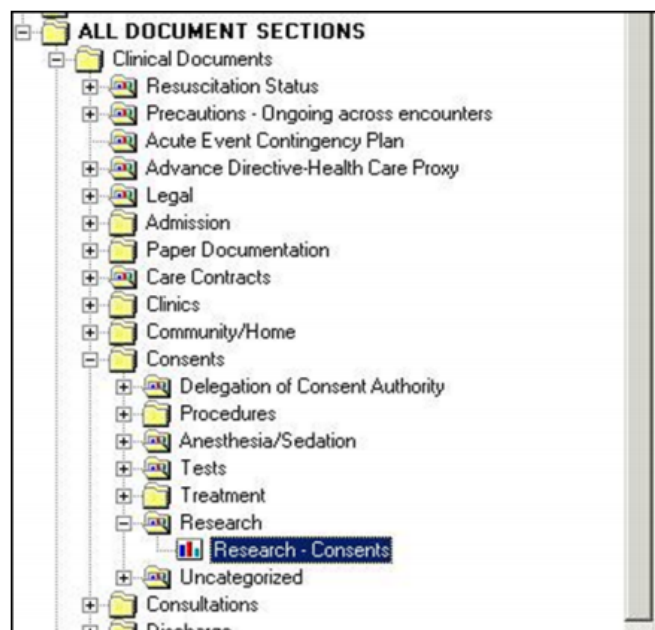 ALL DOCUMENT SECTIONS
Clinical Documents
Resuscitation Status
Precautions - Ongoing across encounters
Acute Event Contingency Plan
Advance Directive-Health Care Proxy
Legal
Admission
Paper Documentation
Care Contracts
Clinics
Community/Home
Consents
Delegation of Consent Authority
Procedures
Anesthesia/Sedation
Tests
Treatment
Research
Research - Consents
Uncategorized
Consultations